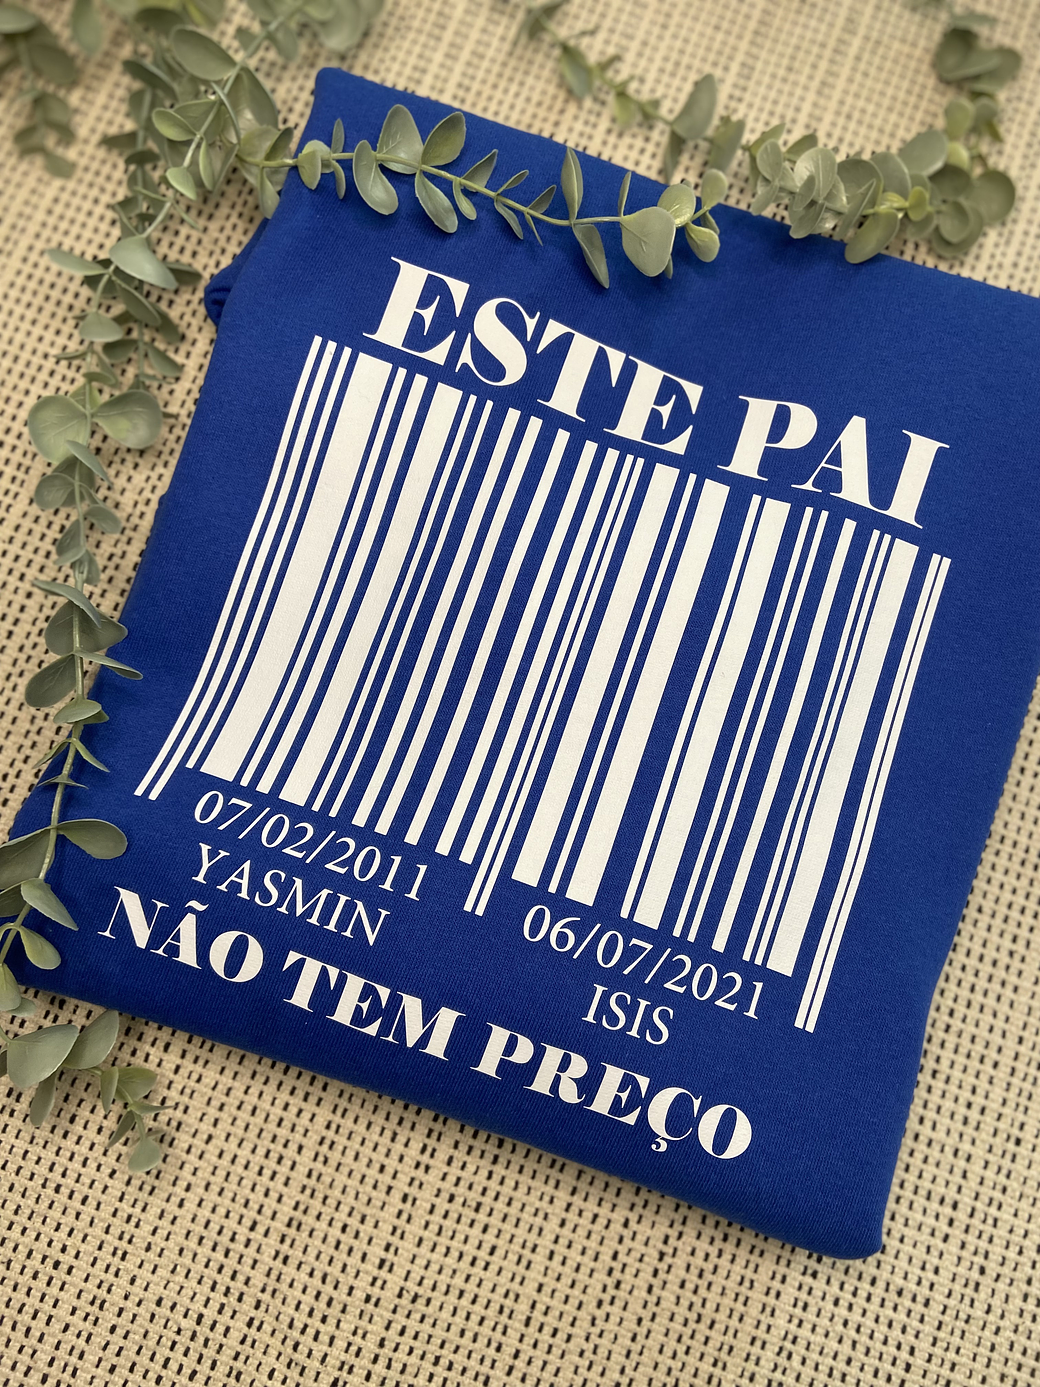 ESTE PAI
07/02/2011
YASMIN
06/07/2021
ISIS
NÃO TEM PREÇO